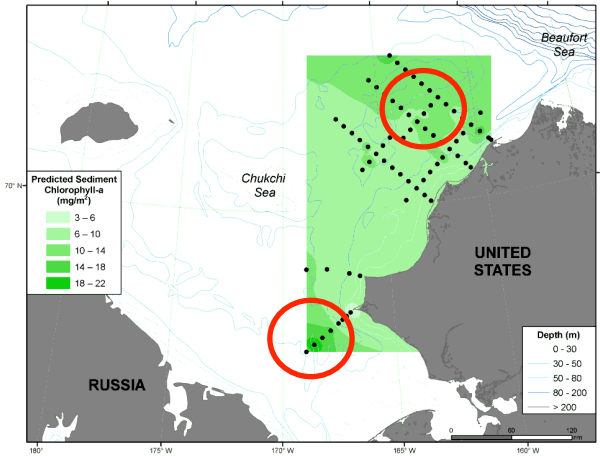 Beaufort
Sea
Chukchi
Sea
70° N
Predicted Sediment
Chlorophyll-a
(mg/m²)
3 – 6
6 – 10
10 – 14
14 – 18
18 – 22
UNITED
STATES
RUSSIA
Depth (m)
0 - 30
30 - 50
50 - 80
80 - 200
> 200
0 60 120
180° 175° W 170° W 165° W 160° W